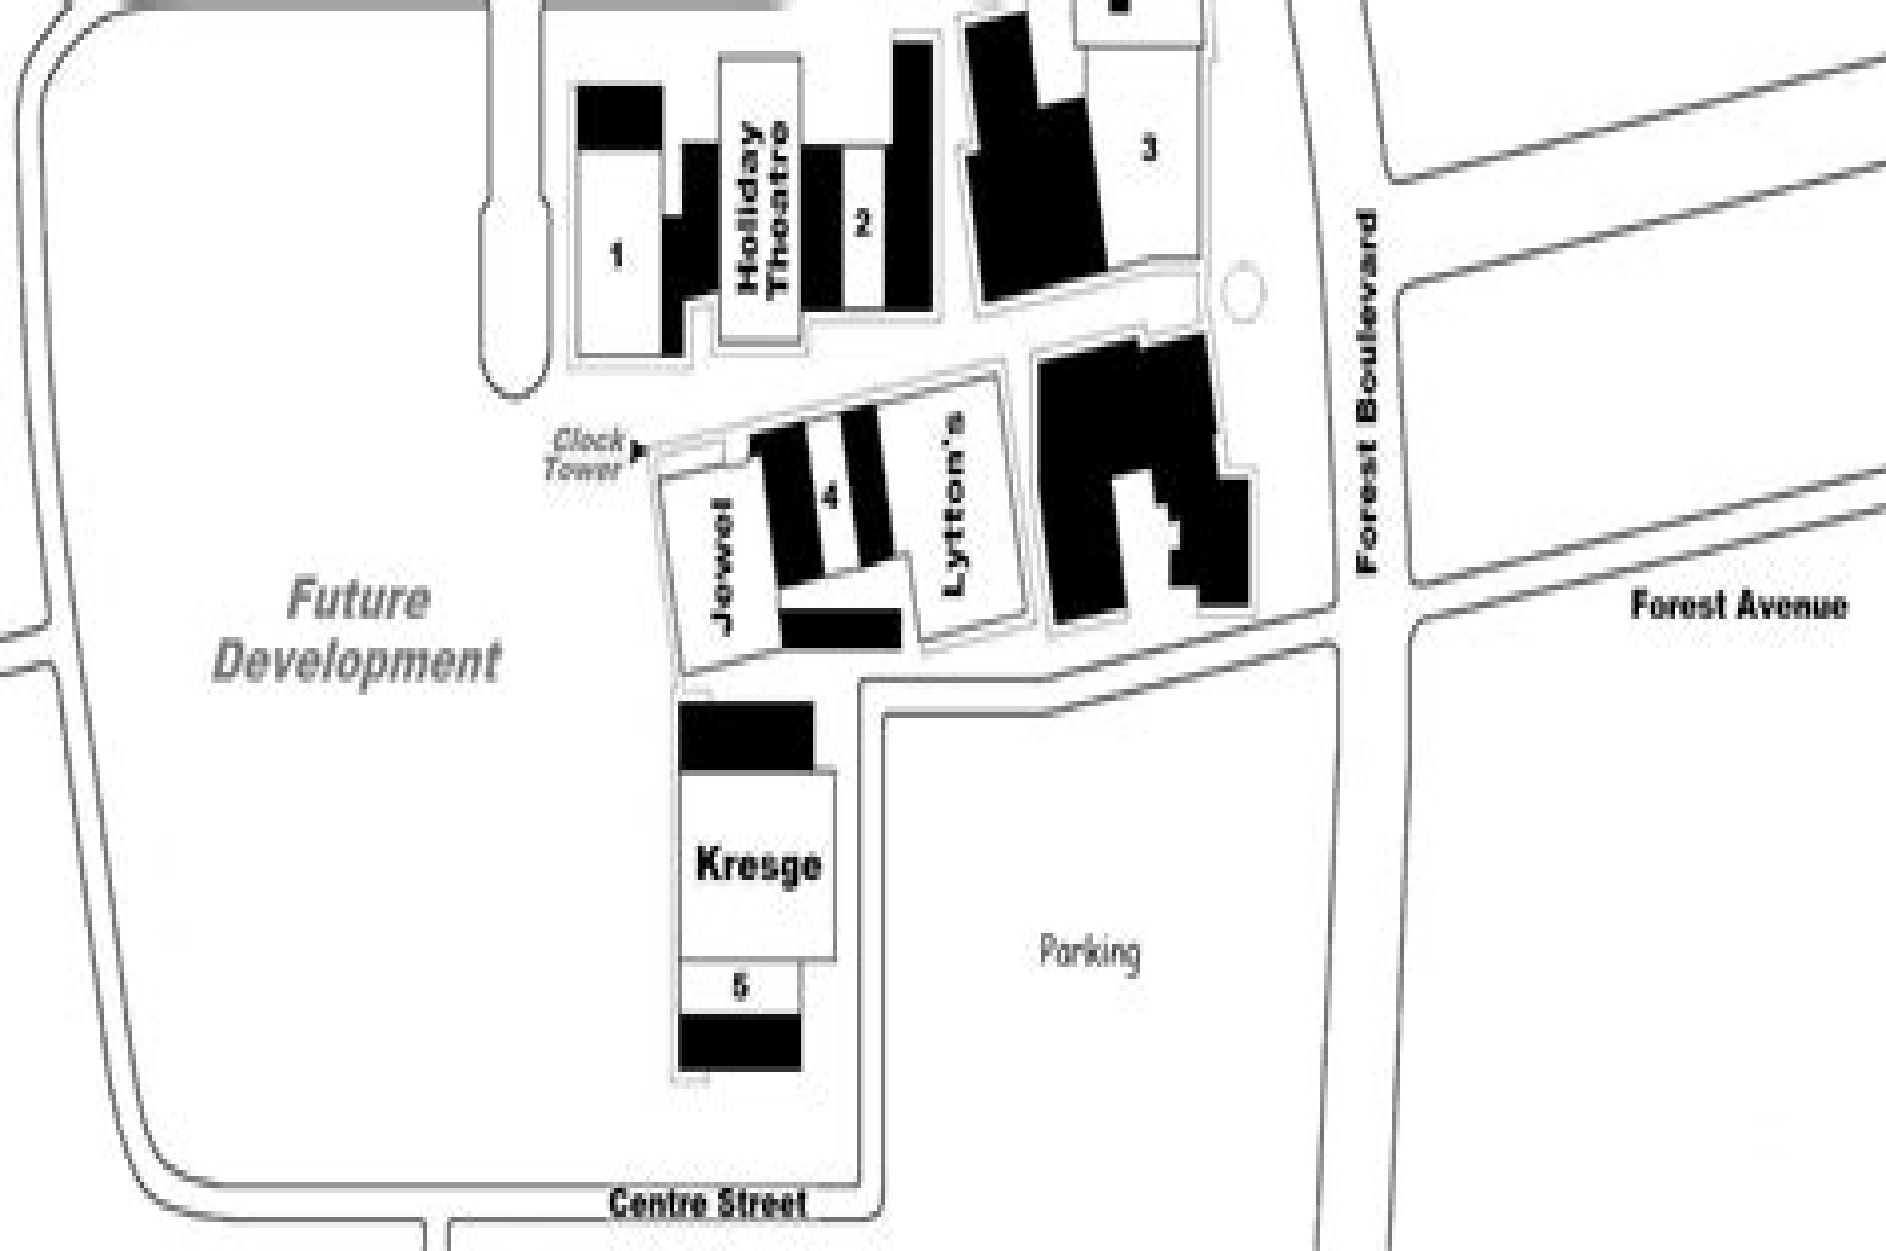 Holiday
Theatre
1
2
3
Forest Boulevard
Clock
Tower
4
Jewel
Lytton's
Future
Development
Forest Avenue
Kresge
5
Parking
Centre Street